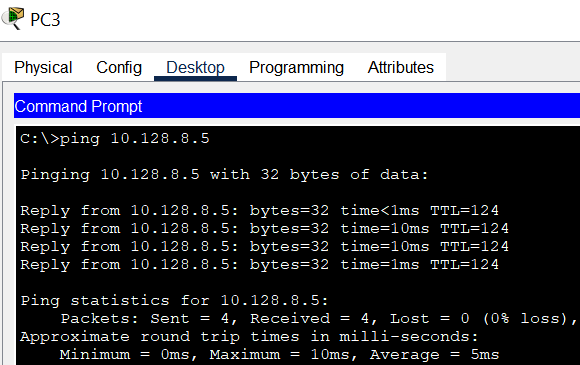 PC3
Physical Config Desktop Programming Attributes
Command Prompt
C:\>ping 10.128.8.5
Pinging 10.128.8.5 with 32 bytes of data:
Reply from 10.128.8.5: bytes=32 time<1ms TTL=124
Reply from 10.128.8.5: bytes=32 time=10ms TTL=124
Reply from 10.128.8.5: bytes=32 time=10ms TTL=124
Reply from 10.128.8.5: bytes=32 time=1ms TTL=124
Ping statistics for 10.128.8.5:
Packets: Sent = 4, Received = 4, Lost = 0 (0% loss),
Approximate round trip times in milli-seconds:
Minimum = 0ms, Maximum = 10ms, Average = 5ms